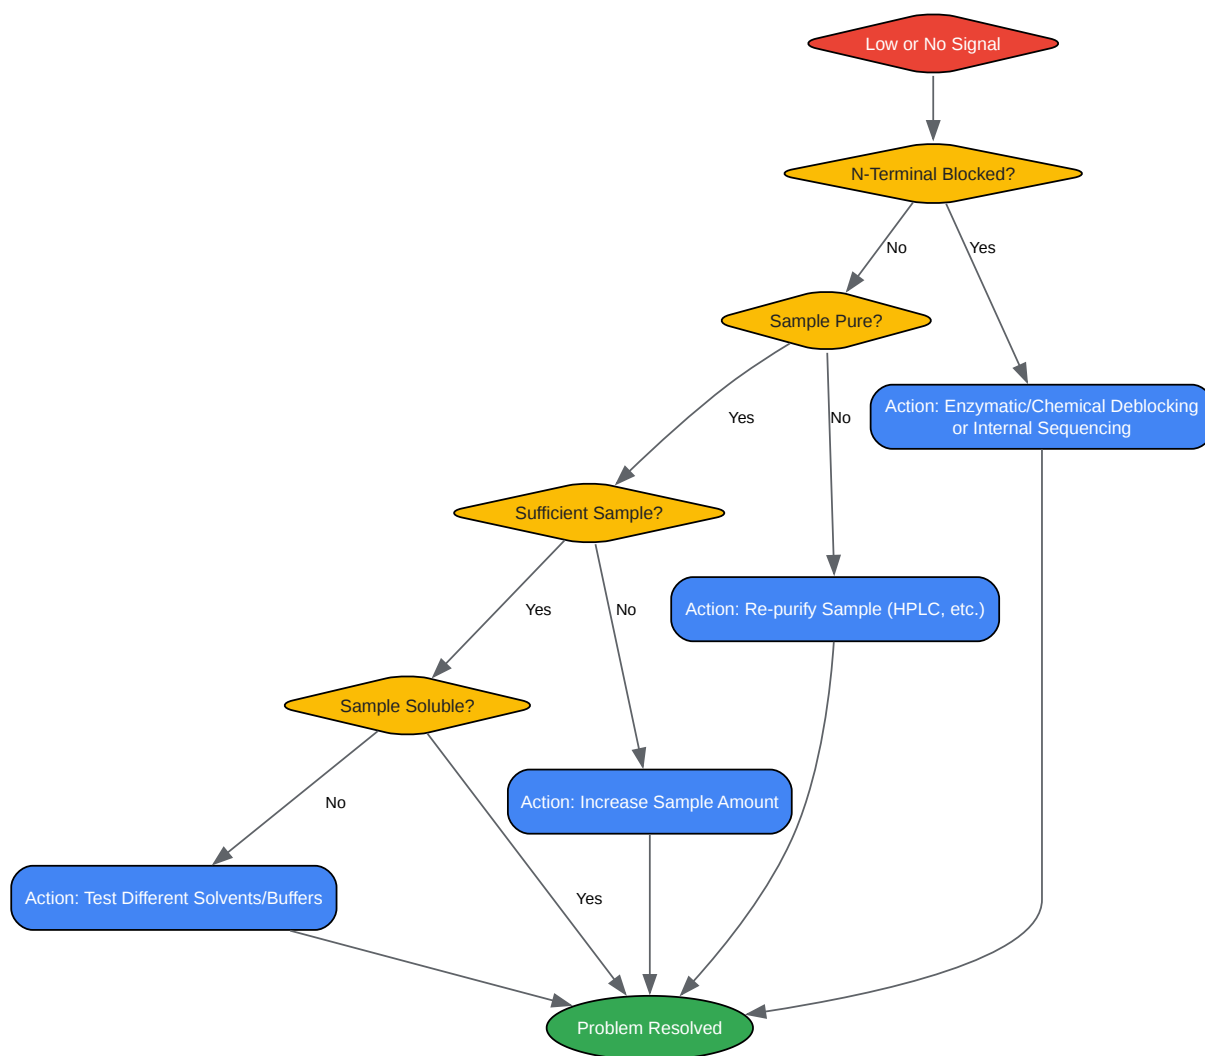 Low or No Signal
N-Terminal Blocked?
No
Yes
Sample Pure?
Action: Enzymatic/Chemical Deblocking
or Internal Sequencing
Yes
No
Sufficient Sample?
Yes
No
Action: Re-purify Sample (HPLC, etc.)
Sample Soluble?
No
Action: Increase Sample Amount
Yes
Action: Test Different Solvents/Buffers
Problem Resolved